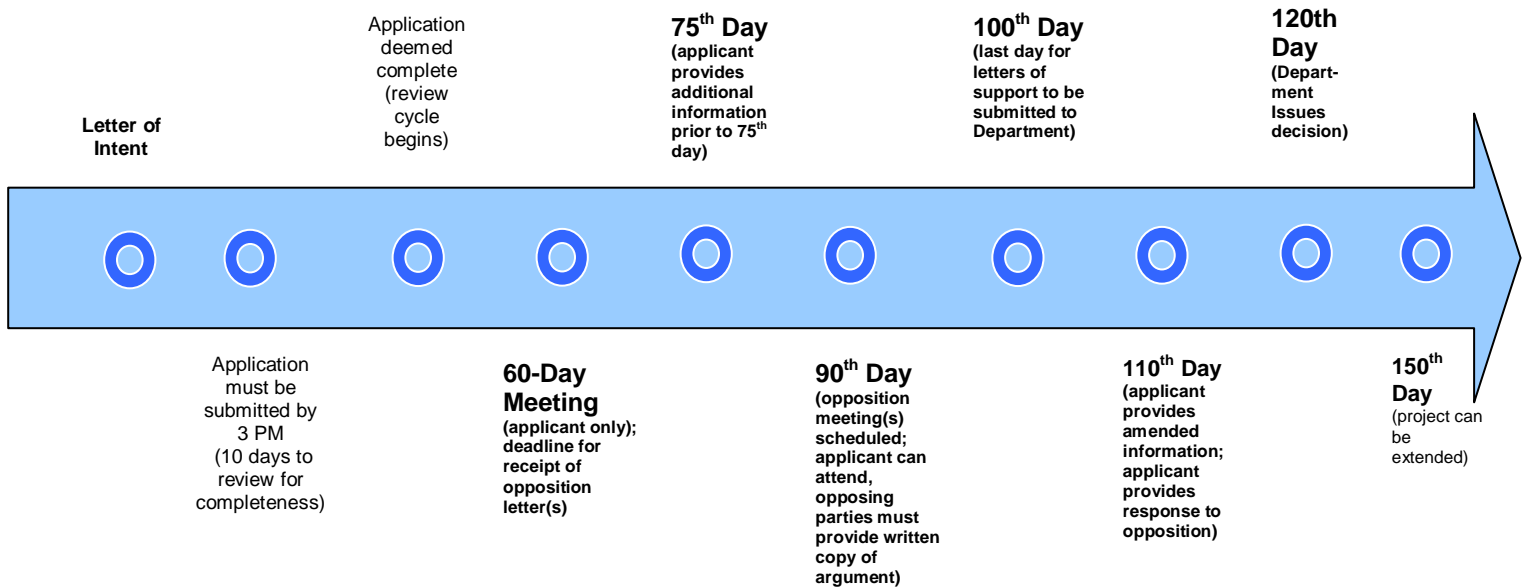 Letter of
Intent
Application
must be
submitted by
3 PM
(10 days to
review for
completeness)
Application
deemed
complete
(review
cycle
begins)
60-Day
Meeting
(applicant only);
deadline for
receipt of
opposition
letter(s)
75th Day
(applicant
provides
additional
information
prior to 75th
day)
90th Day
(opposition
meeting(s)
scheduled;
applicant can
attend,
opposing
parties must
provide written
copy of
argument)
100th Day
(last day for
letters of
support to be
submitted to
Department)
110th Day
(applicant
provides
amended
information;
applicant
provides
response to
opposition)
120th
Day
(Depart-
ment
Issues
decision)
150th
Day
(project can
be
extended)